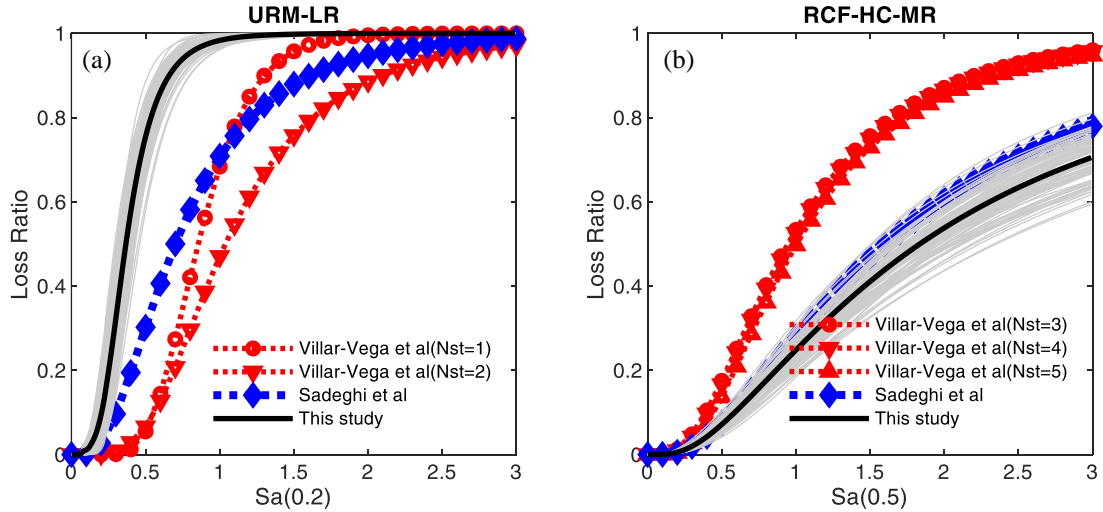 URM-LR
(a)
Loss Ratio
1
0.8
0.6
0.4
0.2
0
Villar-Vega et al(Nst=1)
Villar-Vega et al(Nst=2)
Sadeghi et al
This study
0 0.5 1 1.5 2 2.5 3
Sa(0.2)
RCF-HC-MR
(b)
Loss Ratio
1
0.8
0.6
0.4
0.2
0
Villar-Vega et al(Nst=3)
Villar-Vega et al(Nst=4)
Villar-Vega et al(Nst=5)
Sadeghi et al
This study
0 0.5 1 1.5 2 2.5 3
Sa(0.5)